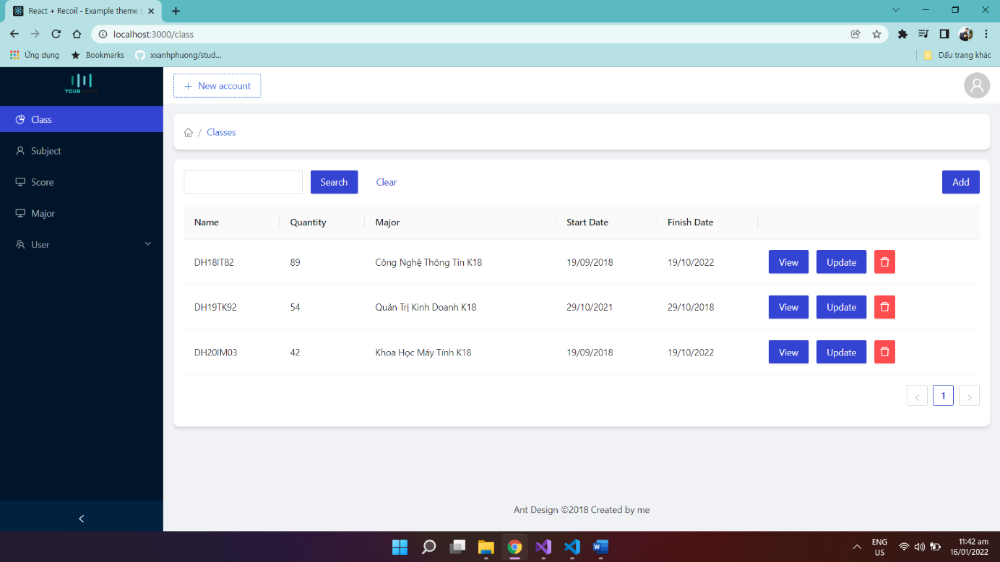 React + Recoil - Example theme
localhost:3000/class
Ứng dụng
Bookmarks
xxanhphuong/stud...
Dấu trang khác
YOUR LOGO
New account
Class
Subject
Score
Major
User
/ Classes
Search
Clear
Add
Name Quantity Major Start Date Finish Date
DH18IT82 89 Công Nghệ Thông Tin K18 19/09/2018 19/10/2022 View Update
DH19TK92 54 Quản Trị Kinh Doanh K18 29/10/2021 29/10/2018 View Update
DH20IM03 42 Khoa Học Máy Tính K18 19/09/2018 19/10/2022 View Update
< 1 >
Ant Design ©2018 Created by me
ENG
US
11:42 am
16/01/2022